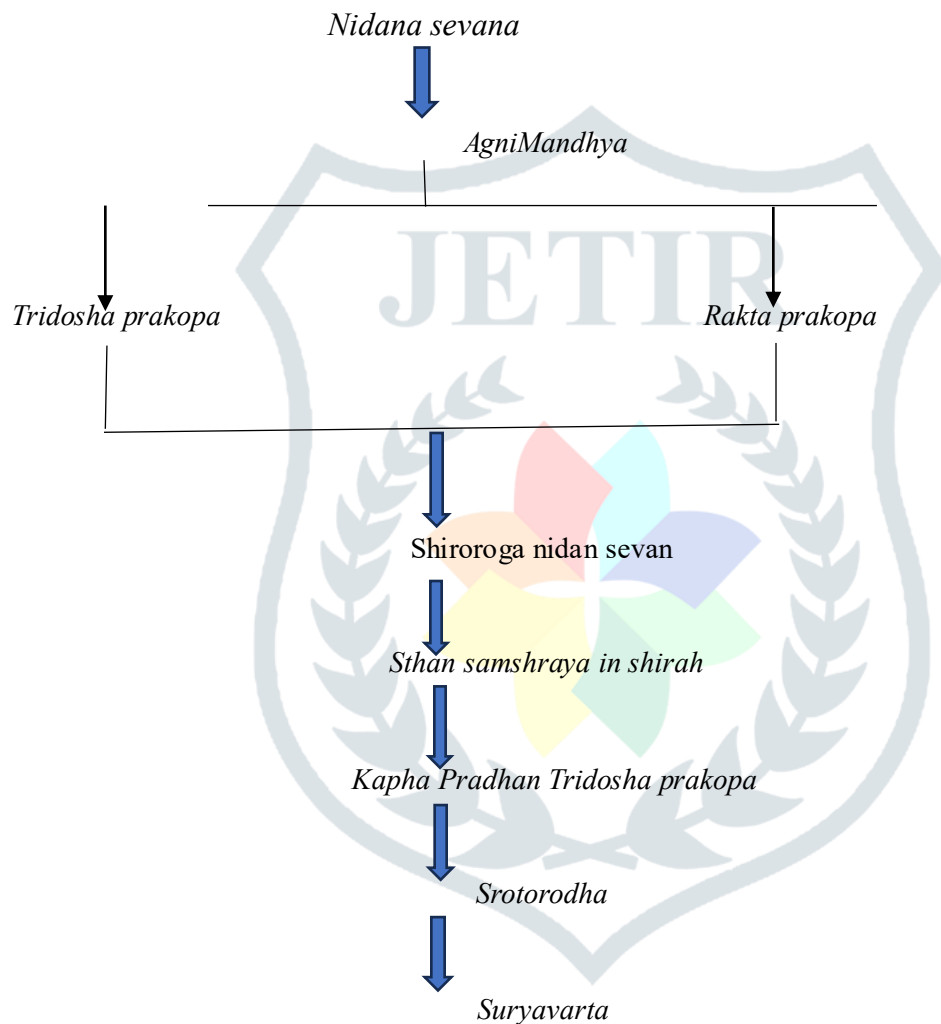 Nidana sevana
AgniMandhya
JETIR
Tridosha prakopa
Rakta prakopa
Shiroroga nidan sevan
Sthan samshraya in shirah
Kapha Pradhan Tridosha prakopa
Srotorodha
Suryavarta